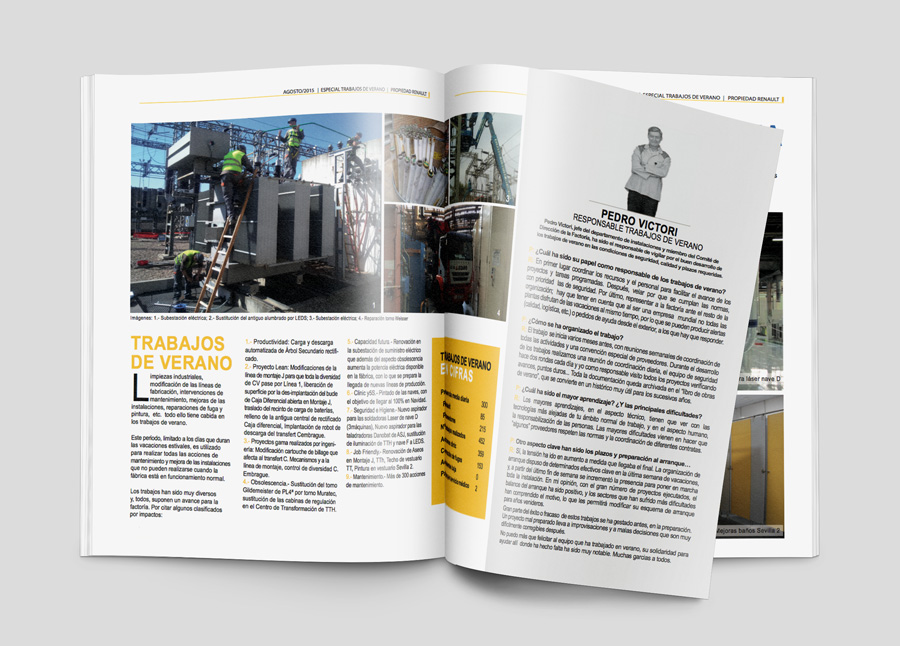 AGOSTO/2015 | ESPECIAL TRABAJOS DE VERANO | PROPIEDAD RENAULT |
1
3
4
Imágenes: 1.- Subestación eléctrica; 2.- Sustitución del antiguo alumbrado por LEDS; 3.- Subestación eléctrica; 4.- Reparación torno
TRABAJOS
DE VERANO
Limpiezas industriales,
modificación de las líneas de
fabricación, intervenciones de
mantenimiento, mejoras de las
instalaciones, reparaciones de fuga y
pintura, etc. todo ello tiene cabida en
los trabajos de verano.
Este periodo, limitado a los días que duran
las vacaciones estivales, es utilizado
para realizar todas las acciones de
mantenimiento y mejora de las instalaciones
que no pueden realizarse cuando la
fábrica está en funcionamiento normal.
Los trabajos han sido muy diversos
y, todos, suponen un avance para la
factoría. Por citar algunos clasificados
por impactos:
1.- Productividad: Carga y descarga
automatizada de Árbol Secundario rectifi-
cado.
2.- Proyecto Lean: Modificaciones de la
línea de montaje J para que toda la diversidad
de CV pase por Línea 1, liberación de
superficie por la des-implantación del bude
de Caja Diferencial abierta en Montaje J,
traslado del recinto de carga de baterías,
relleno de la antigua central de rectificado
Caja diferencial, Implantación de robot de
descarga del transfert Cembrague.
3.- Proyectos gama realizados por ingeni-
ería: Modificación cartouche de billage que
afecta al transfert C. Mecanismos y a la
línea de montaje, control de diversidad C.
Embrague.
4.- Obsolescencia.- Sustitución del torno
Gildemeister de PL4ª por torno Muratec,
sustitución de las cabinas de regulación
en el Centro de Transformación de TTH.
5.- Capacidad futura - Renovación en
la subestación de suministro eléctrico
que además del aspecto obsolescencia
aumenta la potencia eléctrica disponible
en la fábrica, con lo que se prepara la
llegada de nuevas líneas de producción.
6.- Clinic y53.- Pintado de las naves, con
el objetivo de llegar al 100% en Navidad.
7.- Seguridad e Higiene.- Nuevo aspirador
para las soldadoras Láser de nave D
(3máquinas), Nuevo aspirador para las
taladradoras Donobat de ASJ, sustitución
de iluminación de TTH y nave F a LEDS.
8.- Job Friendly.- Renovación de Aseos
en Montaje J, TTh, Techo de vestuario
TT, Pintura en vestuario Sevilla 2.
9.- Mantenimiento.- Más de 300 acciones
de mantenimiento.
TRABAJOS DE VERANO
EN CIFRAS
300
85
215
452
359
193
0
2
ESPECIAL TRABAJOS DE VERANO | PROPIEDAD RENAULT
PEDRO VICTORI
RESPONSABLE TRABAJOS DE VERANO
Pedro Victori, jefe del departamento de instalaciones y miembro del Comité de
Dirección de la Factoría, ha sido el responsable de vigilar por el buen desarrollo de
los trabajos de verano en las condiciones de seguridad, calidad y plazos requeridas.
¿Cuál ha sido su papel como responsable de los trabajos de verano?
En primer lugar coordinar los recursos y el personal para facilitar el avance de los
proyectos y tareas programadas. Después, velar por que se cumplan las normas,
con prioridad las de seguridad. Por último, representar a la factoría ante el resto de la
organización; hay que tener en cuenta que al ser una empresa mundial no todas las
plantas disfrutan de las vacaciones al mismo tiempo, por lo que se pueden producir alertas
(calidad, logística, etc.) o pedidos de ayuda desde el exterior, a los que hay que responder.
¿Cómo se ha organizado el trabajo?
El trabajo se inicia varios meses antes, con reuniones semanales de coordinación de
todas las actividades y una convención especial de proveedores. Durante el desarrollo
de los trabajos realizamos una reunión de coordinación diaria, el equipo de seguridad
hace dos rondas cada día y yo como responsable visito todos los proyectos verificando
avances, puntos duros... Toda la documentación queda archivada en el "libro de obras
de verano", que se convierte en un histórico muy útil para los sucesivos años.
¿Cuál ha sido el mayor aprendizaje? ¿Y las principales dificultades?
Los mayores aprendizajes, en el aspecto técnico, tienen que ver con las
tecnologías más alejadas de tu ámbito normal de trabajo, y en el aspecto humano,
la responsabilización de las personas. Las mayores dificultades vienen en hacer que
"algunos" proveedores respeten las normas y la coordinación de diferentes contratas.
Otro aspecto clave han sido los plazos y preparación al arranque...
Sí, la tensión ha ido en aumento a medida que llegaba el final. La organización de
arranque dispuso de determinados efectivos clave en la última semana de vacaciones,
y, a partir del último fin de semana se incrementó la presencia para poner en marcha
toda la instalación. En mi opinión, con el gran número de proyectos ejecutados, el
balance del arranque ha sido positivo, y los sectores que han sufrido más dificultades
han comprendido el motivo, lo que les permitirá modificar su esquema de arranque
para años venideros.
Gran parte del éxito o fracaso de estos trabajos se ha gestado antes, en la preparación.
Un proyecto mal preparado lleva a improvisaciones y a malas decisiones que son muy
difícilmente corregibles después.
No puedo más que felicitar al equipo que ha trabajado en verano, su solidaridad para
ayudar allí donde ha hecho falta ha sido muy notable. Muchas gracias a todos.
láser nave D
Mejoras baños Sevilla 2.